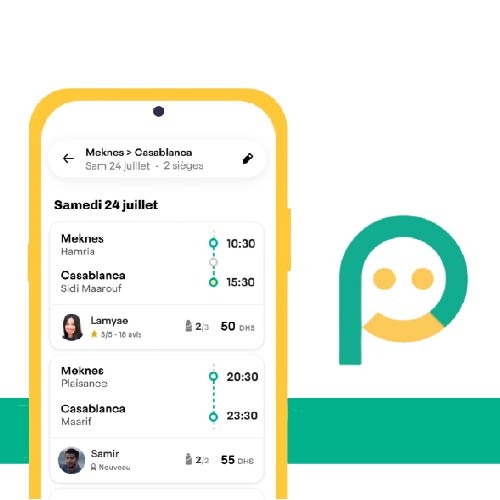 Meknes > Casablanca
Sam 24 juillet - 2 sièges
Samedi 24 juillet
Meknes
Hamria
10:30
Casablanca
Sidi Maarouf
15:30
Lamyae
5/5 - 16 avis
2/3
50 DHS
Meknes
Plaisance
20:30
Casablanca
Maarif
23:30
Samir
Nouveau
2/2
55 DHS